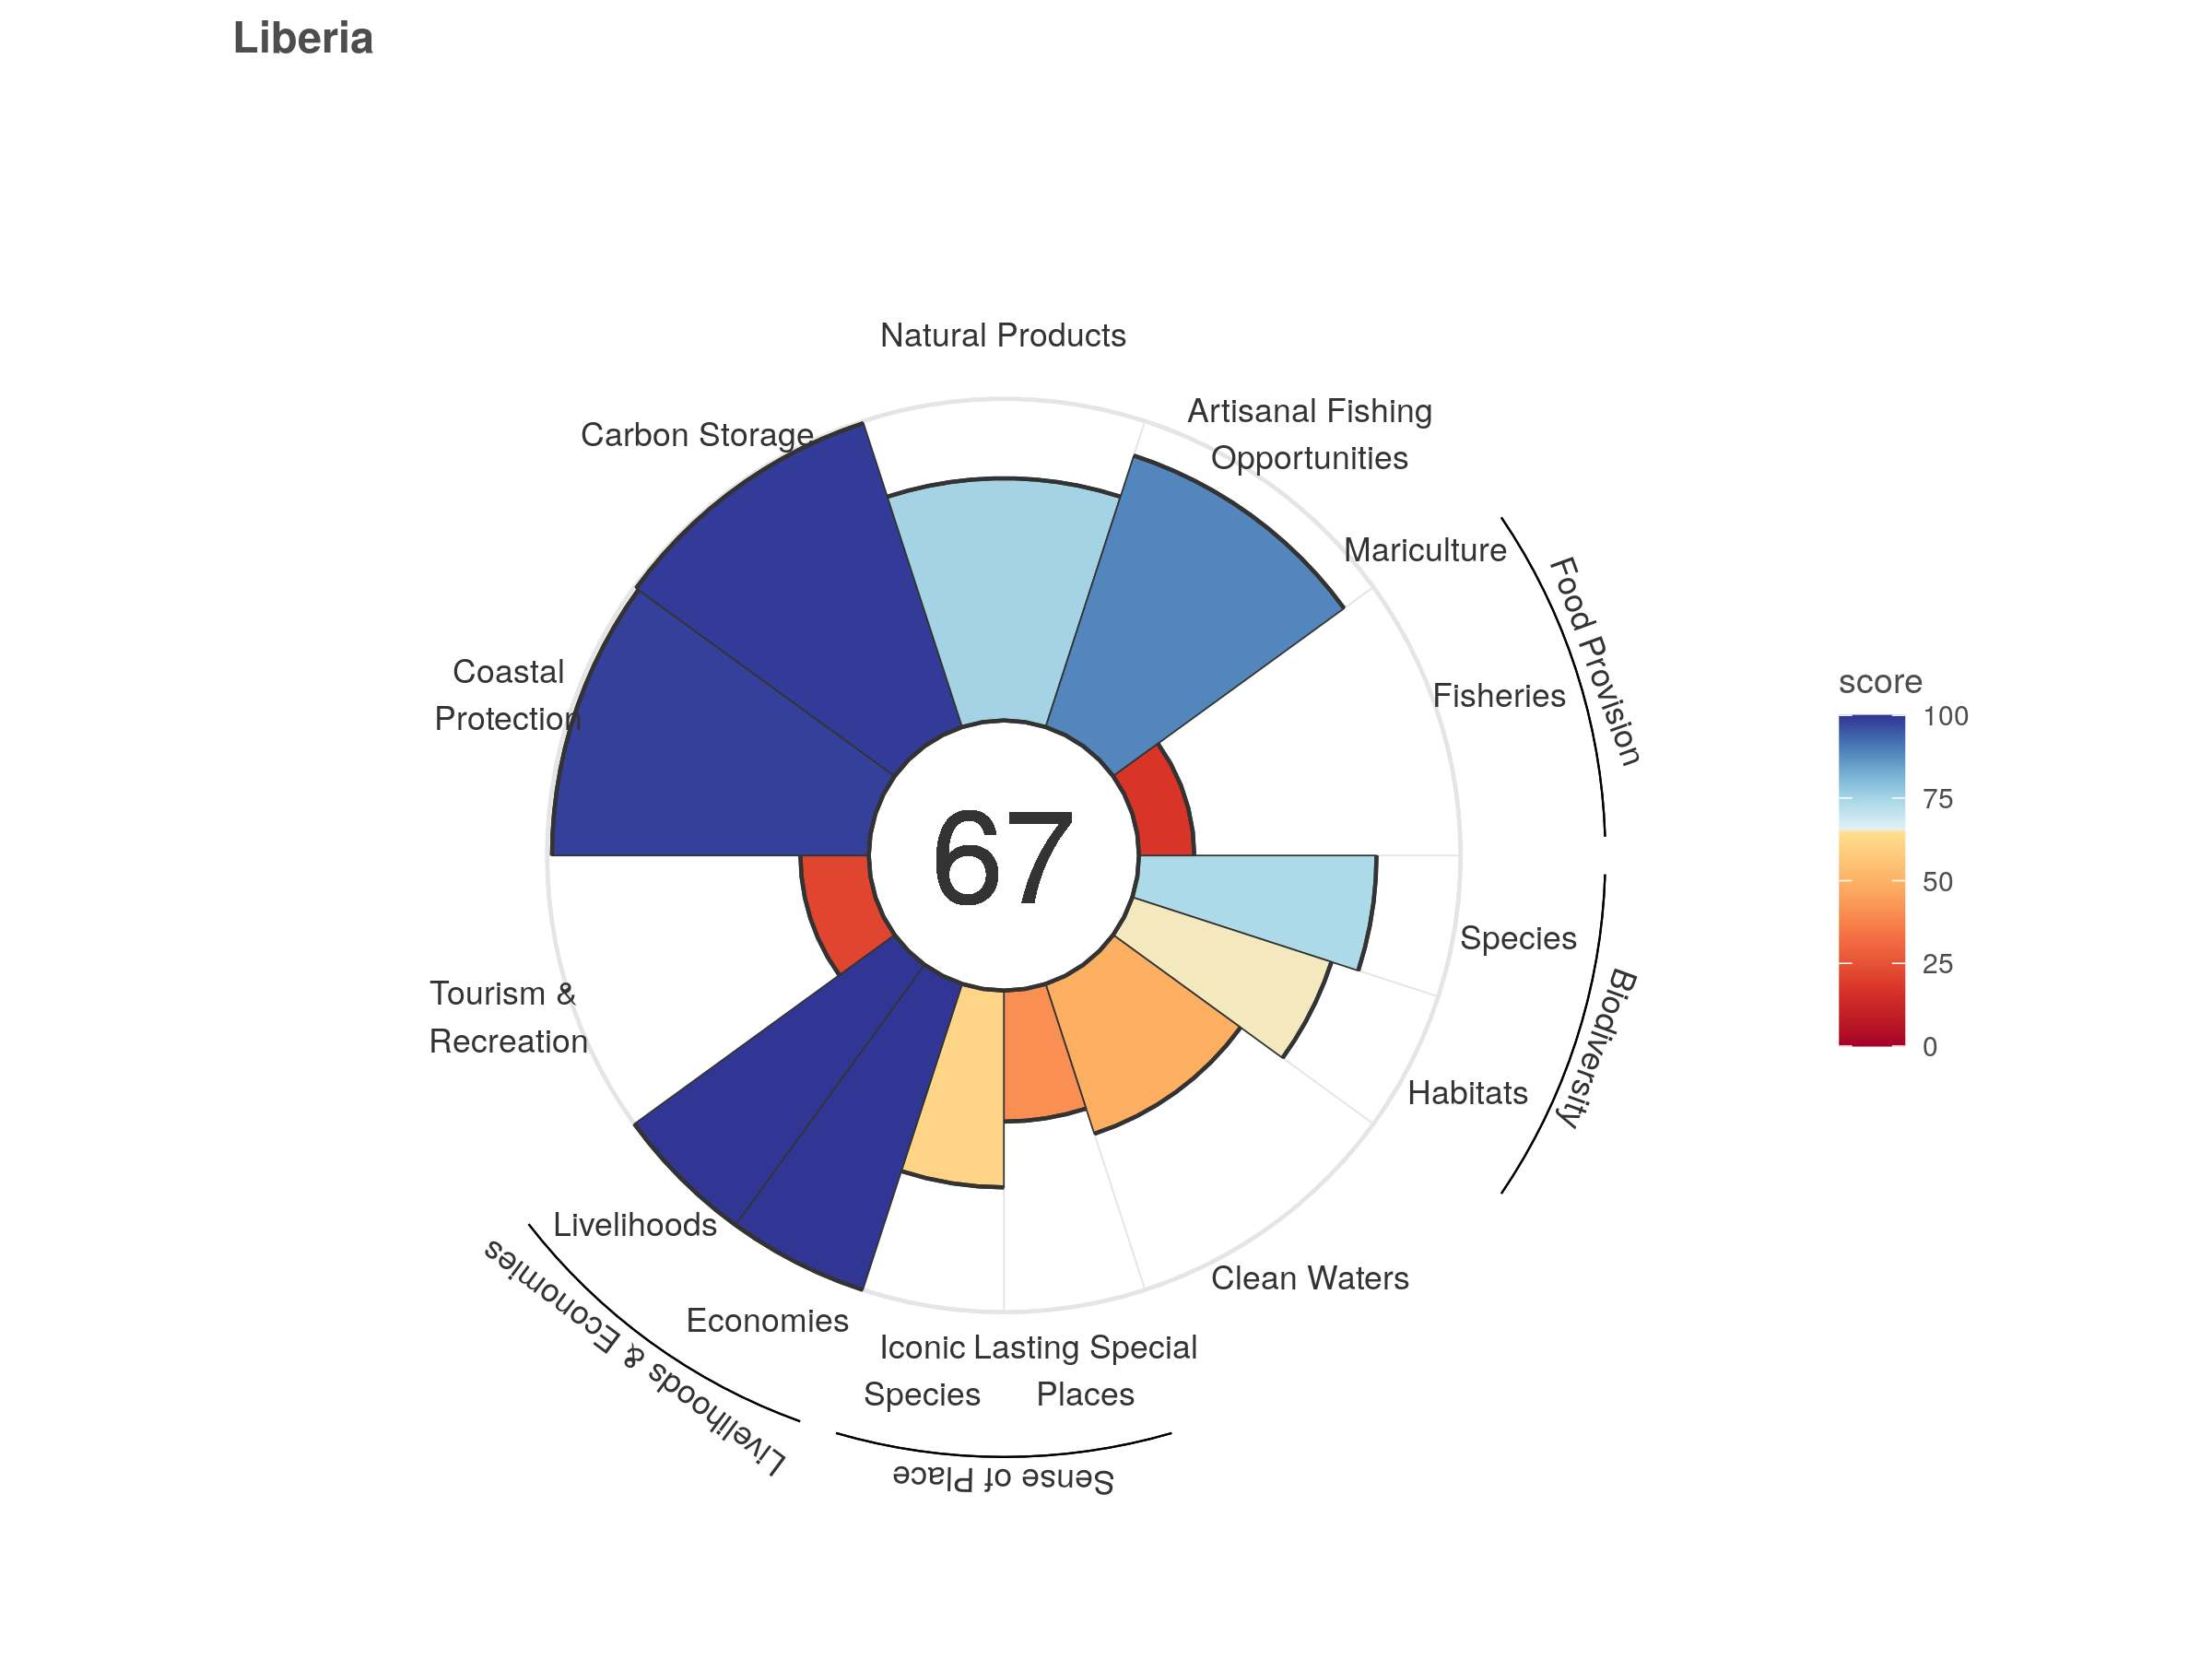 Liberia
Natural Products
Artisanal Fishing
Opportunities
Carbon Storage
Mariculture
Food Provision
Fisheries
Coastal
Protection
score
100
75
50
25
0
67
Species
Biodiversity
Habitats
Tourism &
Recreation
Livelihoods
Livelihoods & Economies
Economies
Clean Waters
Iconic
Species
Lasting Special
Places
Sense of Place